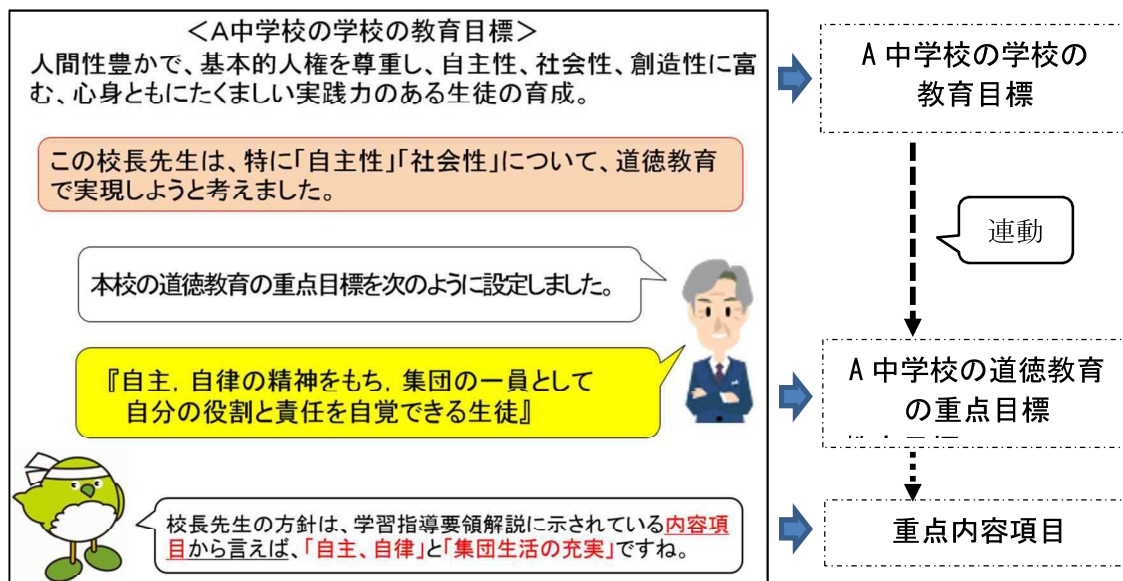 ＜A中学校の学校の教育目標＞
人間性豊かで、基本的人権を尊重し、自主性、社会性、創造性に富
む、心身ともにたくましい実践力のある生徒の育成。
この校長先生は、特に「自主性」「社会性」について、道徳教育
で実現しようと考えました。
本校の道徳教育の重点目標を次のように設定しました。
『自主，自律の精神をもち，集団の一員として
自分の役割と責任を自覚できる生徒』
校長先生の方針は、学習指導要領解説に示されている内容項
目から言えば、「自主、自律」と「集団生活の充実」ですね。
A 中学校の学校の
教育目標
連動
A 中学校の道徳教育
の重点目標
重点内容項目